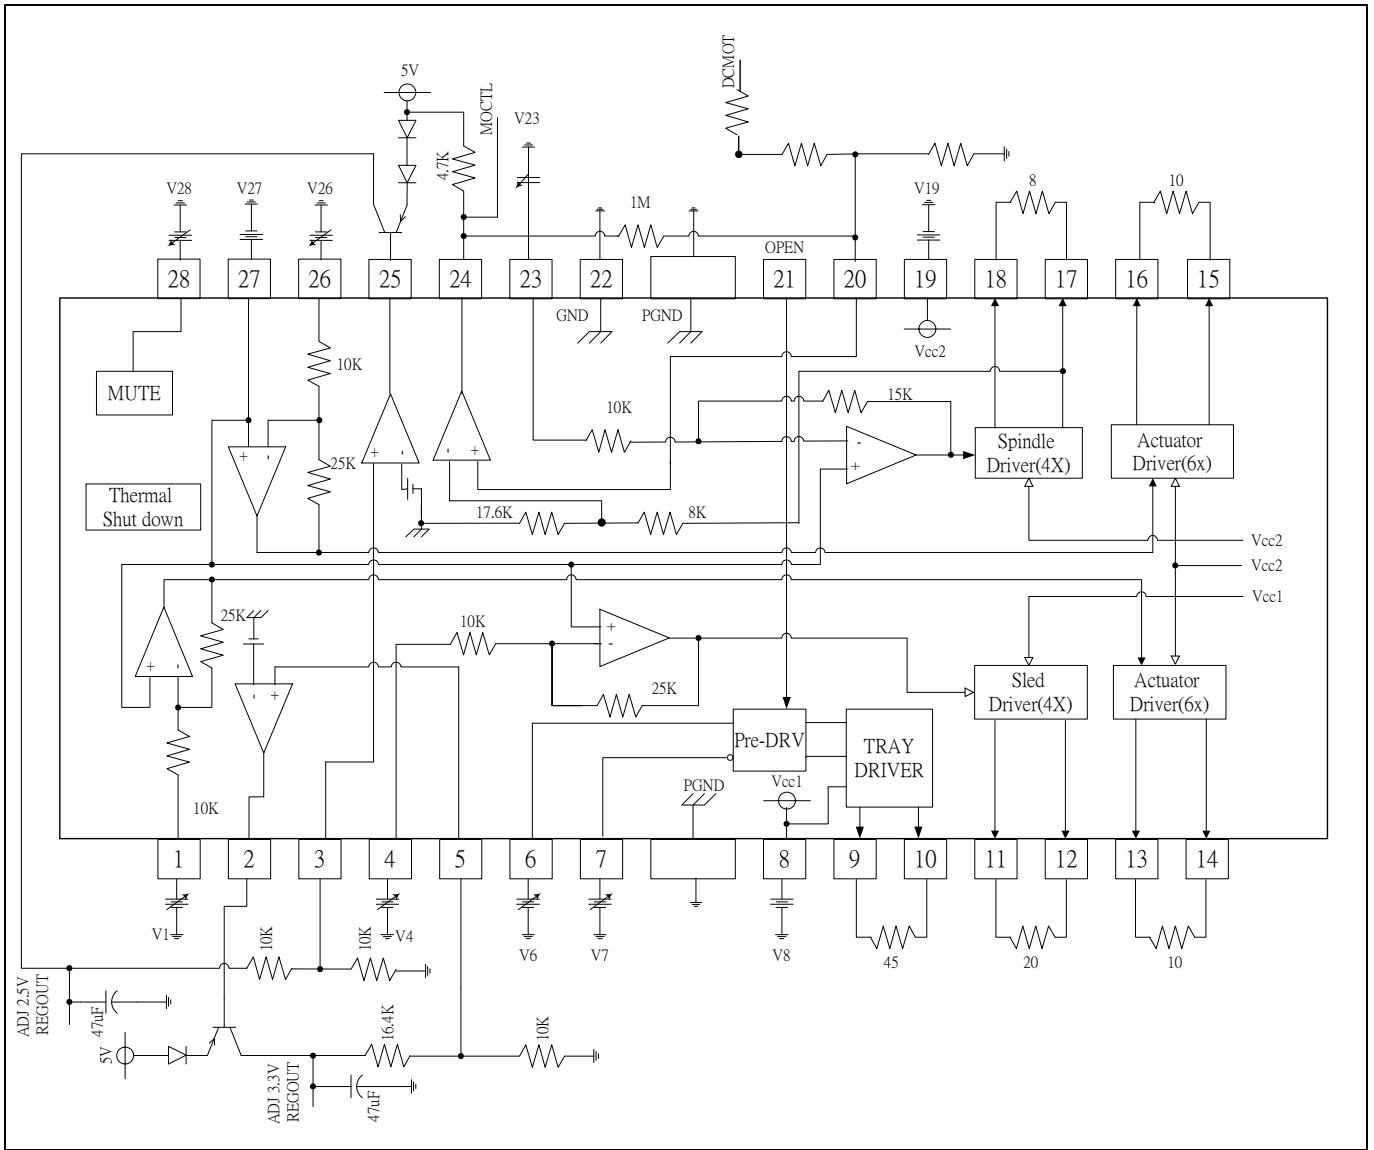 5V
MOCTL
V23
DCMOT
4.7K
V28
V27
V26
1M
V19
8
10
OPEN
28
27
26
25
24
23
22
21
20
19
18
17
16
15
GND
PGND
Vcc2
10K
MUTE
10K
15K
+
-
25K
+
-
-
+
-
+
-
+
Spindle
Driver(4X)
Actuator
Driver(6x)
Thermal
Shut down
17.6K
8K
Vcc2
Vcc2
Vcc1
25K
10K
+
-
+
-
-
+
25K
Sled
Driver(4X)
Actuator
Driver(6x)
Pre-DRV
TRAY
DRIVER
PGND
Vcc1
10K
1
2
3
4
5
6
7
8
9
10
11
12
13
14
V1
V4
V6
V7
V8
45
20
10
10K
10K
ADJ 2.5V
REGOUT
47uF
5V
16.4K
10K
ADJ 3.3V
REGOUT
47uF